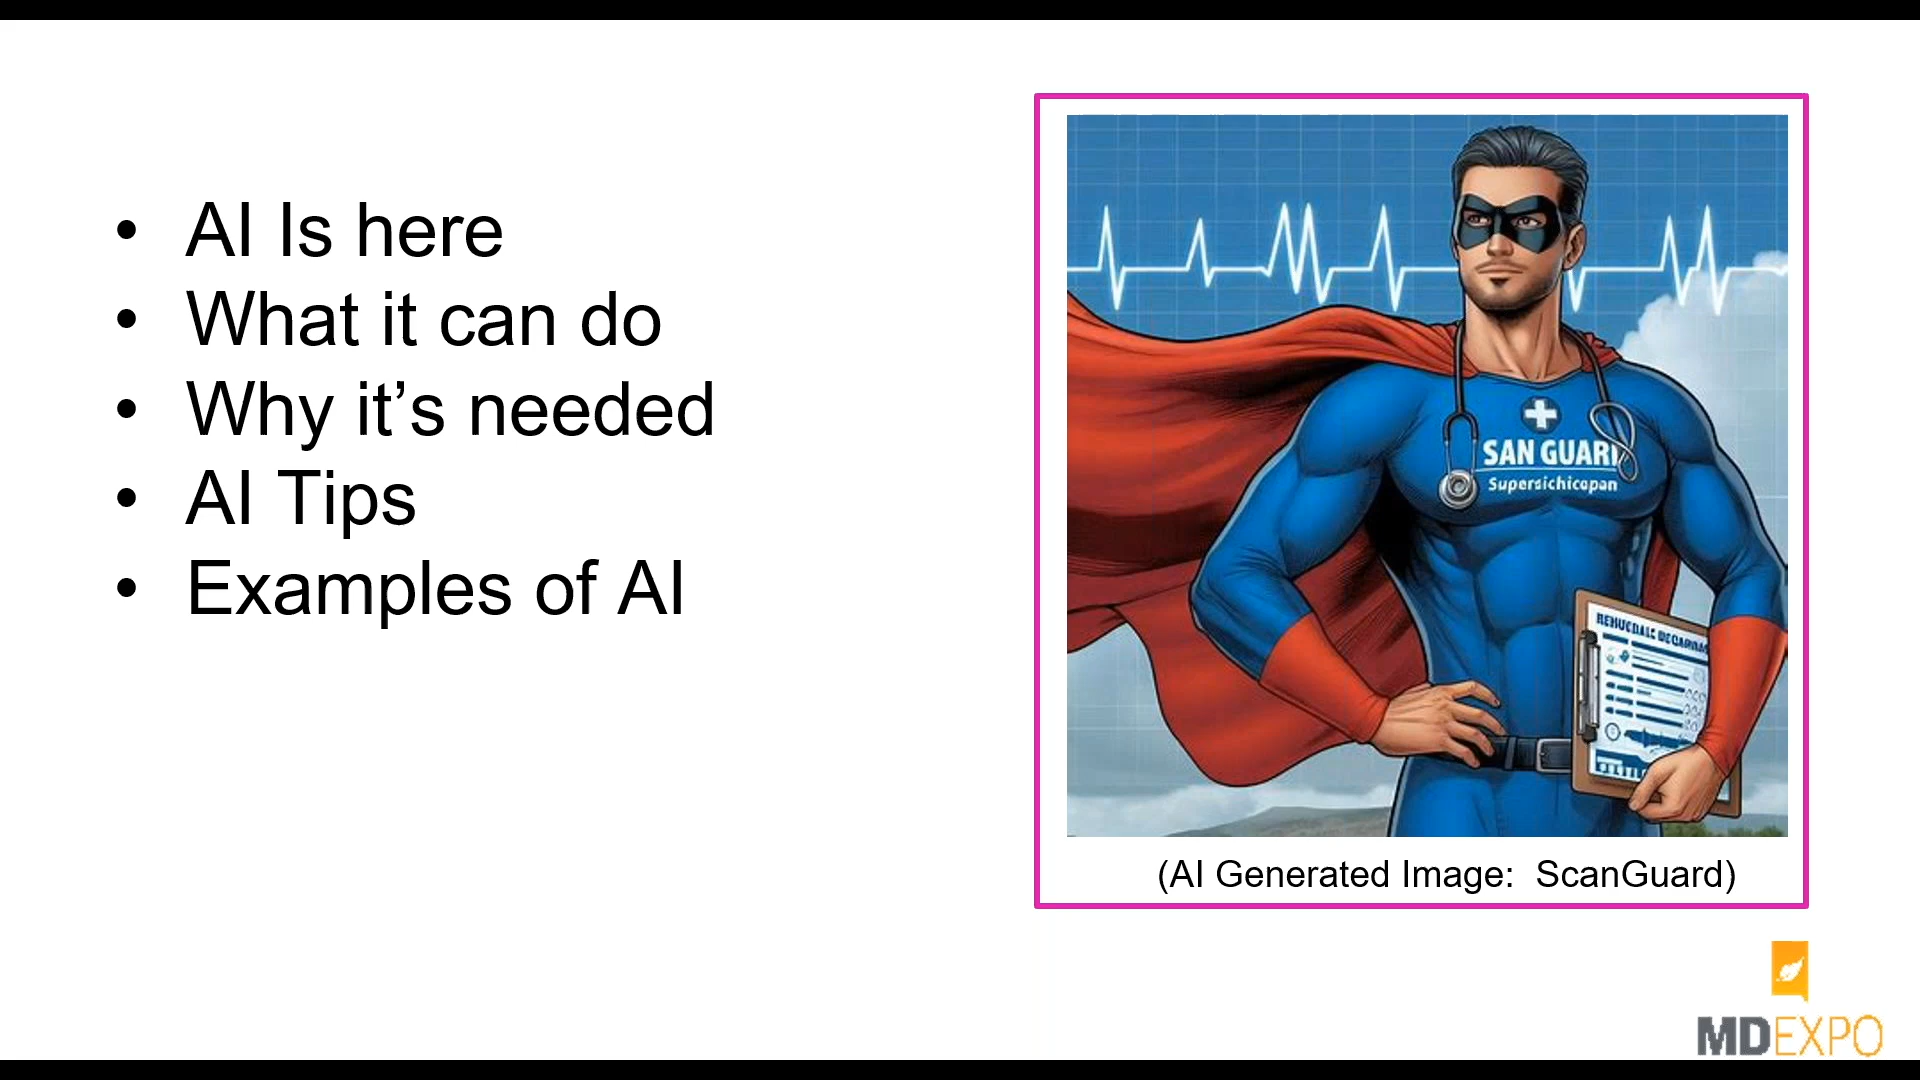 • AI Is here
• What it can do
• Why it’s needed
• AI Tips
• Examples of AI
SAN GUARD
Supersichicopan
(AI Generated Image: ScanGuard)
MDEXPO